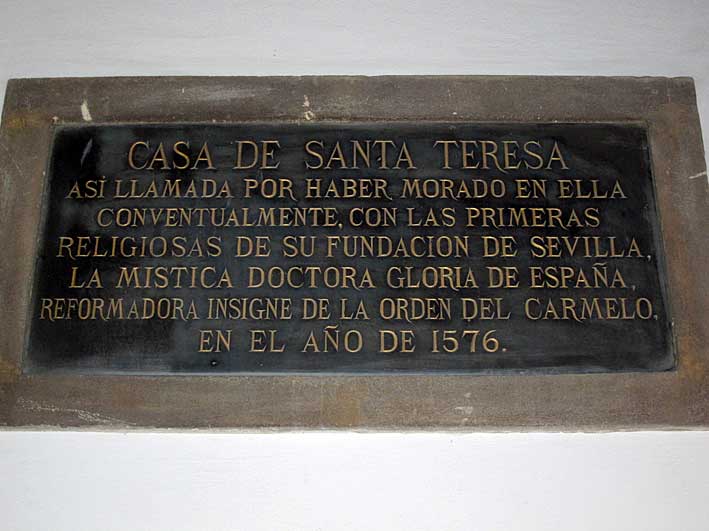 CASA DE SANTA TERESA
ASI LLAMADA POR HABER MORADO EN ELLA
CONVENTUALMENTE, CON LAS PRIMERAS
RELIGIOSAS DE SU FUNDACION DE SEVILLA,
LA MISTICA DOCTORA GLORIA DE ESPAÑA,
REFORMADORA INSIGNE DE LA ORDEN DEL CARMELO,
EN EL AÑO DE 1576.